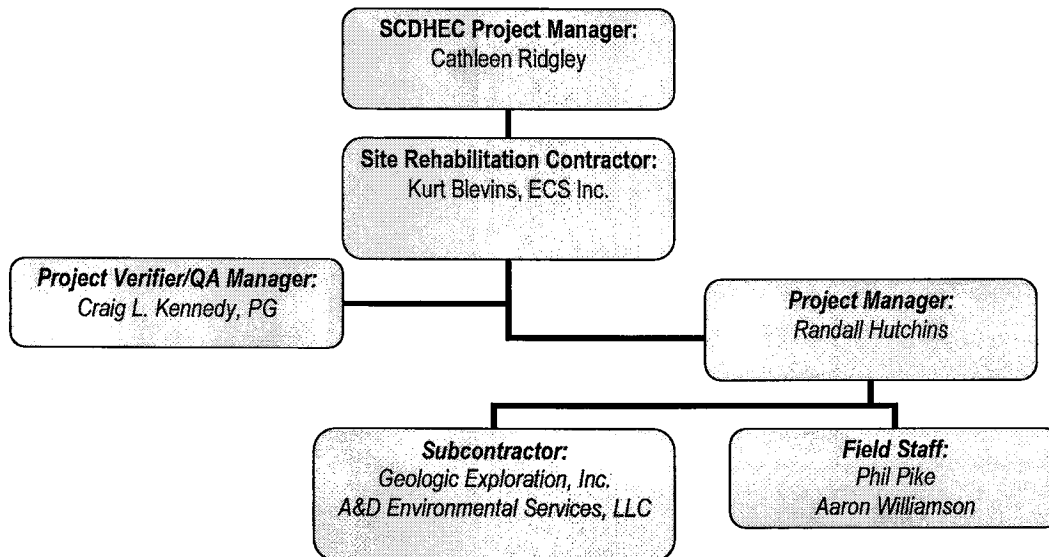 SCDHEC Project Manager:
Cathleen Ridgley
Site Rehabilitation Contractor:
Kurt Blevins, ECS Inc.
Project Verifier/QA Manager:
Craig L. Kennedy, PG
Project Manager:
Randall Hutchins
Subcontractor:
Geologic Exploration, Inc.
A&D Environmental Services, LLC
Field Staff:
Phil Pike
Aaron Williamson